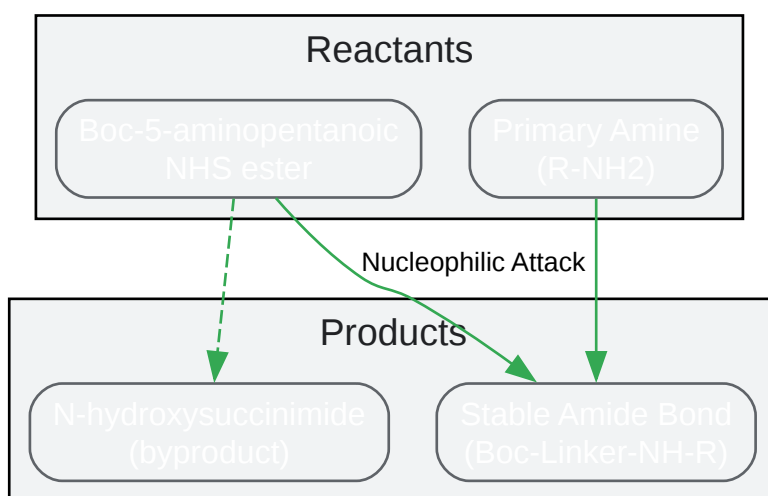 Reactants
Boc-5-aminopentanoic
NHS ester
Primary Amine
(R-NH2)
Nucleophilic Attack
Products
N-hydroxysuccinimide
(byproduct)
Stable Amide Bond
(Boc-Linker-NH-R)